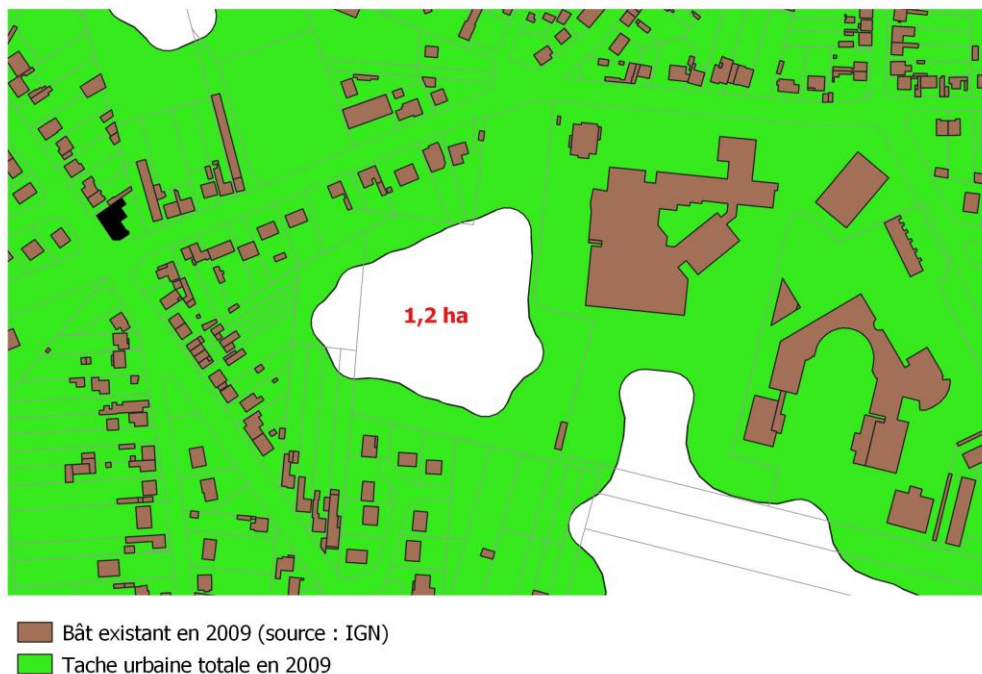 1,2 ha
Bât existant en 2009 (source : IGN)
Tache urbaine totale en 2009